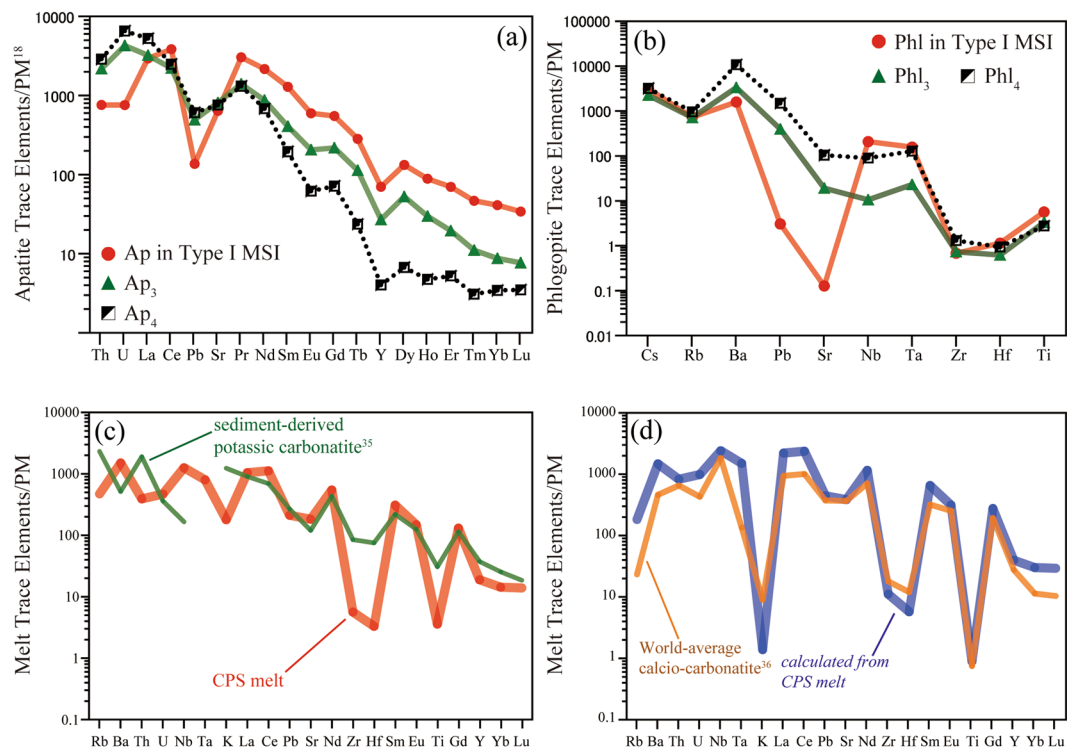 Apatite Trace Elements/PM18
10000
1000
100
10
(a)
Ap in Type I MSI
Ap3
Ap4
Th U La Ce Pb Sr Pr Nd Sm Eu Gd Tb Y Dy Ho Er Tm Yb Lu
Phlogopite Trace Elements/PM
100000
10000
1000
100
10
1
0.1
0.01
(b)
Phl in Type I MSI
Phl3 Phl4
Cs Rb Ba Pb Sr Nb Ta Zr Hf Ti
Melt Trace Elements/PM
10000
1000
100
10
1
0.1
(c)
sediment-derived
potassic carbonatite35
CPS melt
Rb Ba Th U Nb Ta K La Ce Pb Sr Nd Zr Hf Sm Eu Ti Gd Y Yb Lu
Melt Trace Elements/PM
10000
1000
100
10
1
0.1
(d)
World-average
calcio-carbonatite36
calculated from
CPS melt
Rb Ba Th U Nb Ta K La Ce Pb Sr Nd Zr Hf Sm Eu Ti Gd Y Yb Lu